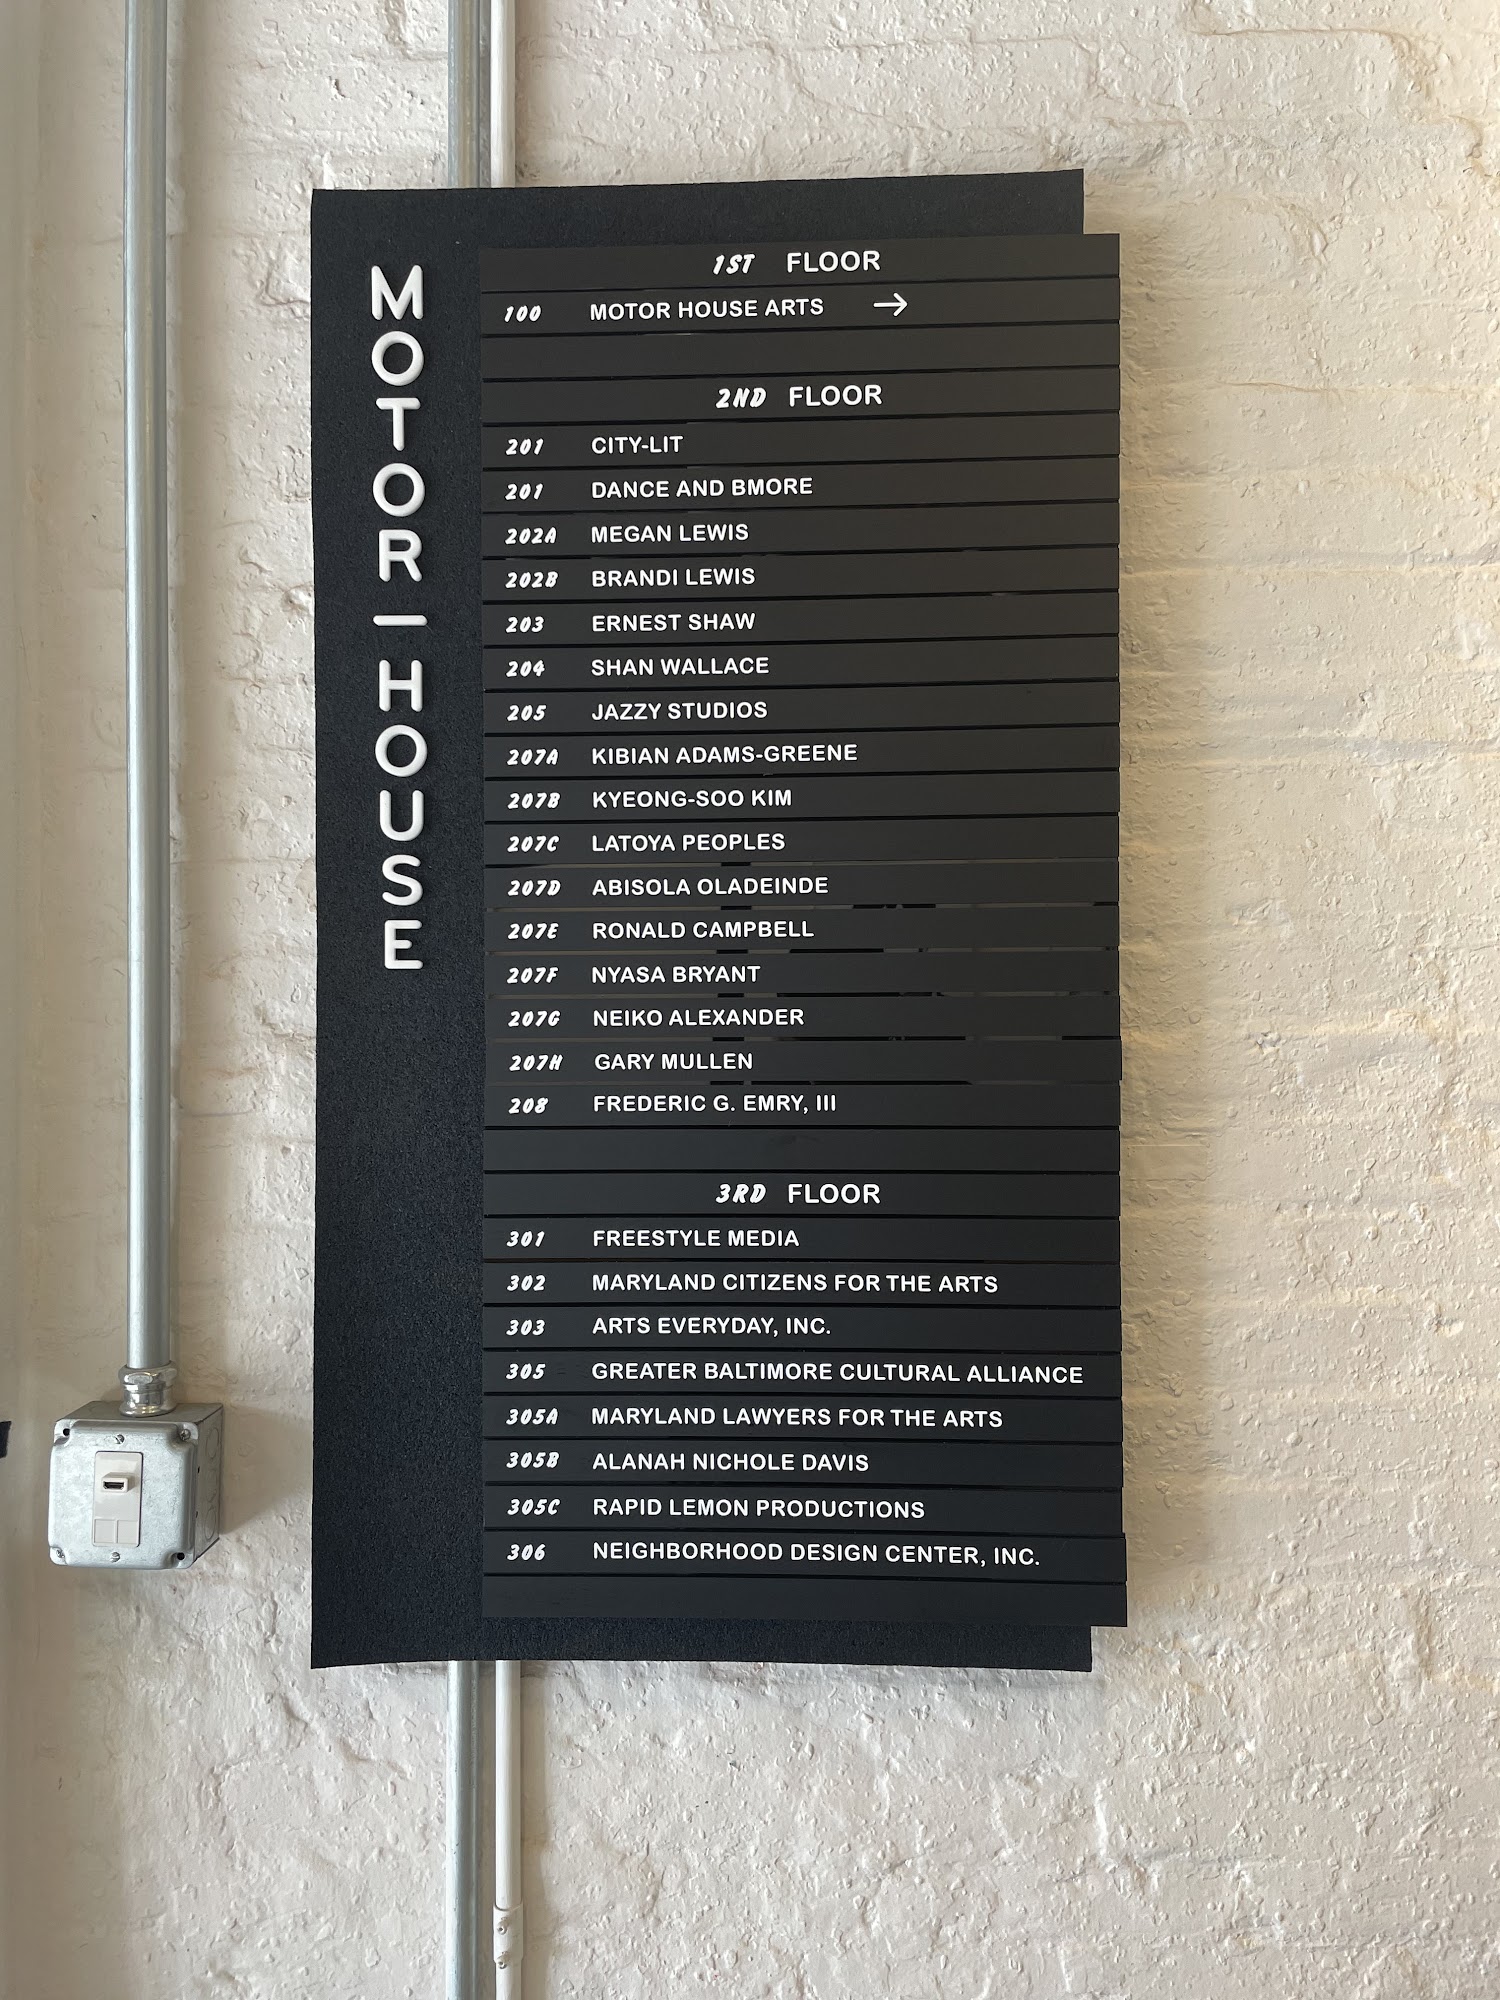 MOTOR-HOUSE
1ST FLOOR
100 MOTOR HOUSE ARTS →
2ND FLOOR
201 CITY-LIT
201 DANCE AND BMORE
202A MEGAN LEWIS
202B BRANDI LEWIS
203 ERNEST SHAW
204 SHAN WALLACE
205 JAZZY STUDIOS
207A KIBIAN ADAMS-GREENE
207B KYEONG-SOO KIM
207C LATOYA PEOPLES
207D ABISOLA OLADEINDE
207E RONALD CAMPBELL
207F NYASA BRYANT
207G NEIKO ALEXANDER
207H GARY MULLEN
208 FREDERIC G. EMRY, III
3RD FLOOR
301 FREESTYLE MEDIA
302 MARYLAND CITIZENS FOR THE ARTS
303 ARTS EVERYDAY, INC.
305 GREATER BALTIMORE CULTURAL ALLIANCE
305A MARYLAND LAWYERS FOR THE ARTS
305B ALANAH NICHOLE DAVIS
305C RAPID LEMON PRODUCTIONS
306 NEIGHBORHOOD DESIGN CENTER, INC.